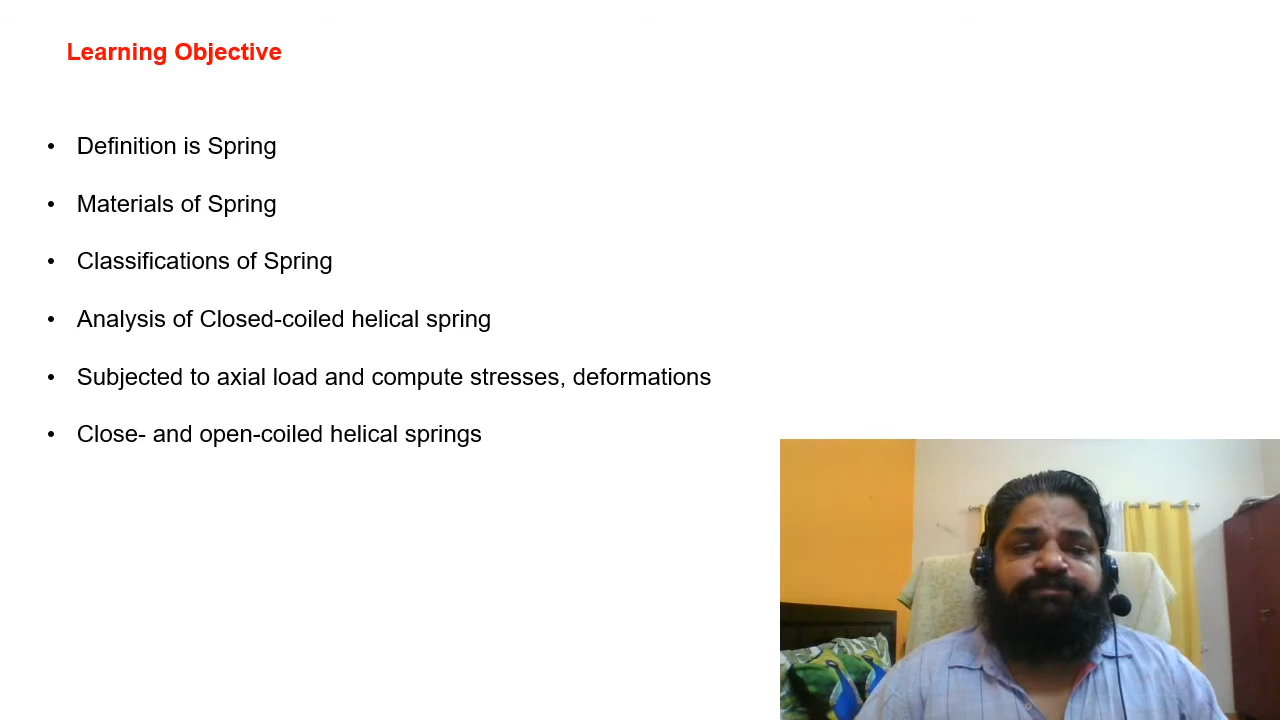 Learning Objective
• Definition is Spring
• Materials of Spring
• Classifications of Spring
• Analysis of Closed-coiled helical spring
• Subjected to axial load and compute stresses, deformations
• Close- and open-coiled helical springs